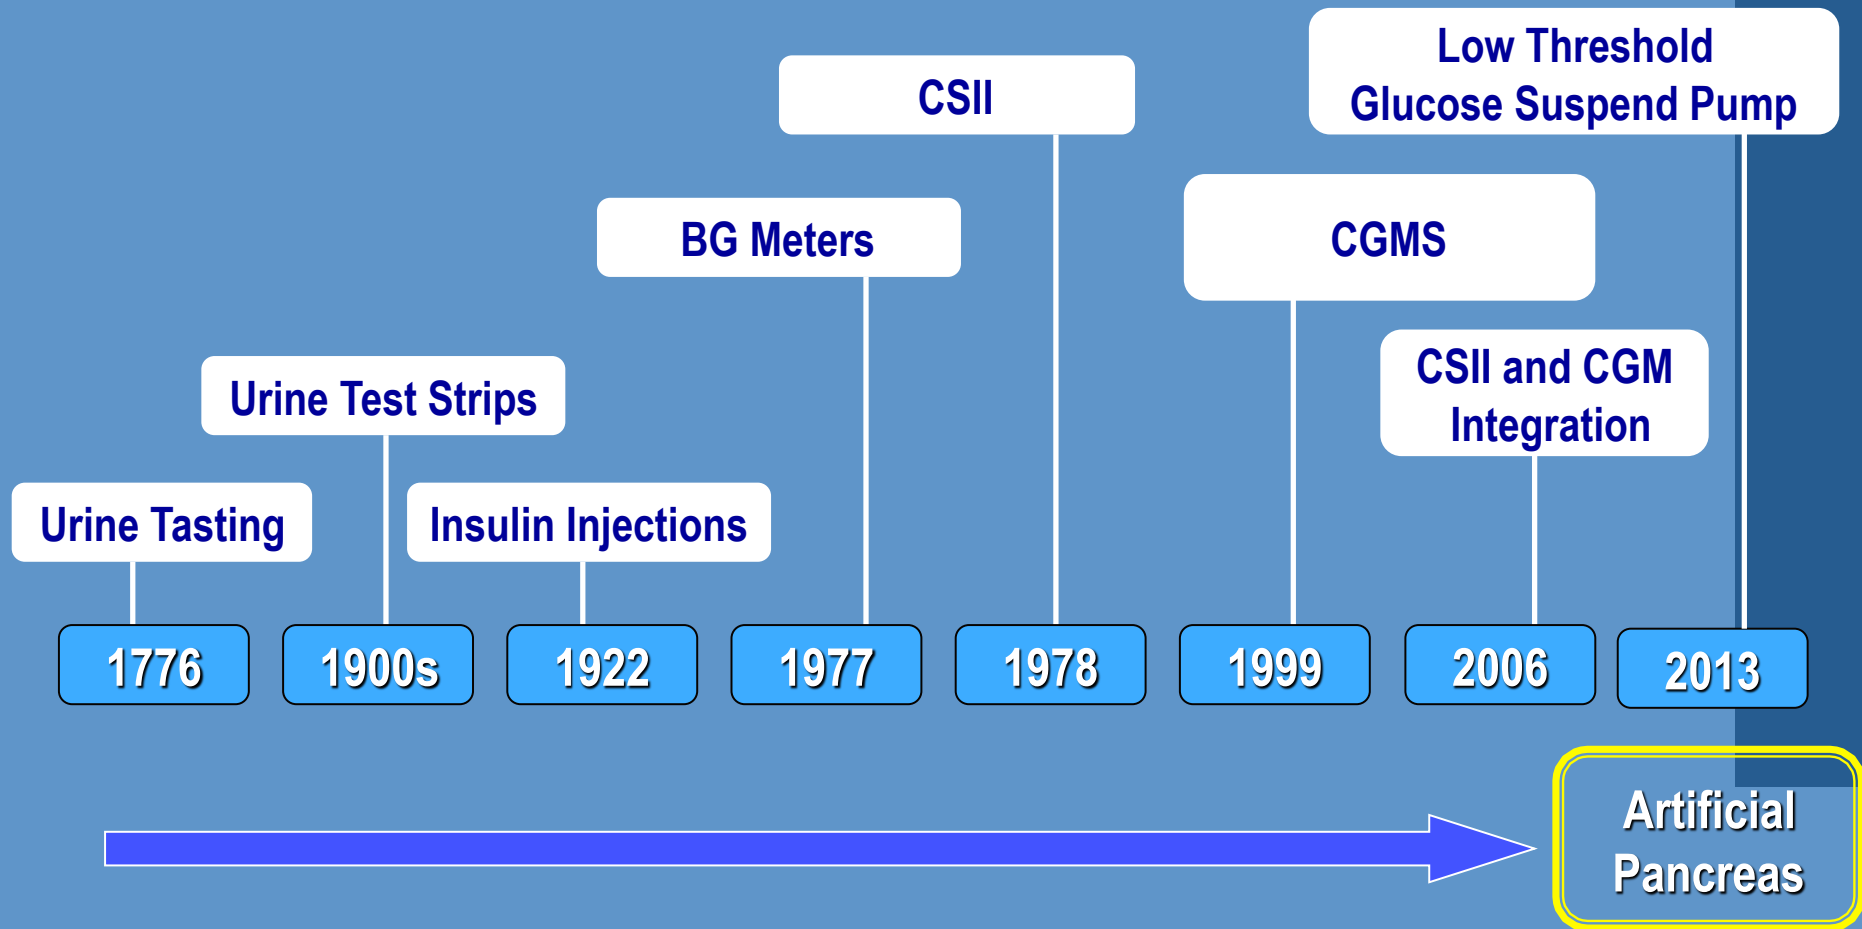 Low Threshold
Glucose Suspend Pump
CSII
BG Meters
CGMS
Urine Test Strips
CSII and CGM
Integration
Urine Tasting
Insulin Injections
1776
1900s
1922
1977
1978
1999
2006
2013
Artificial
Pancreas